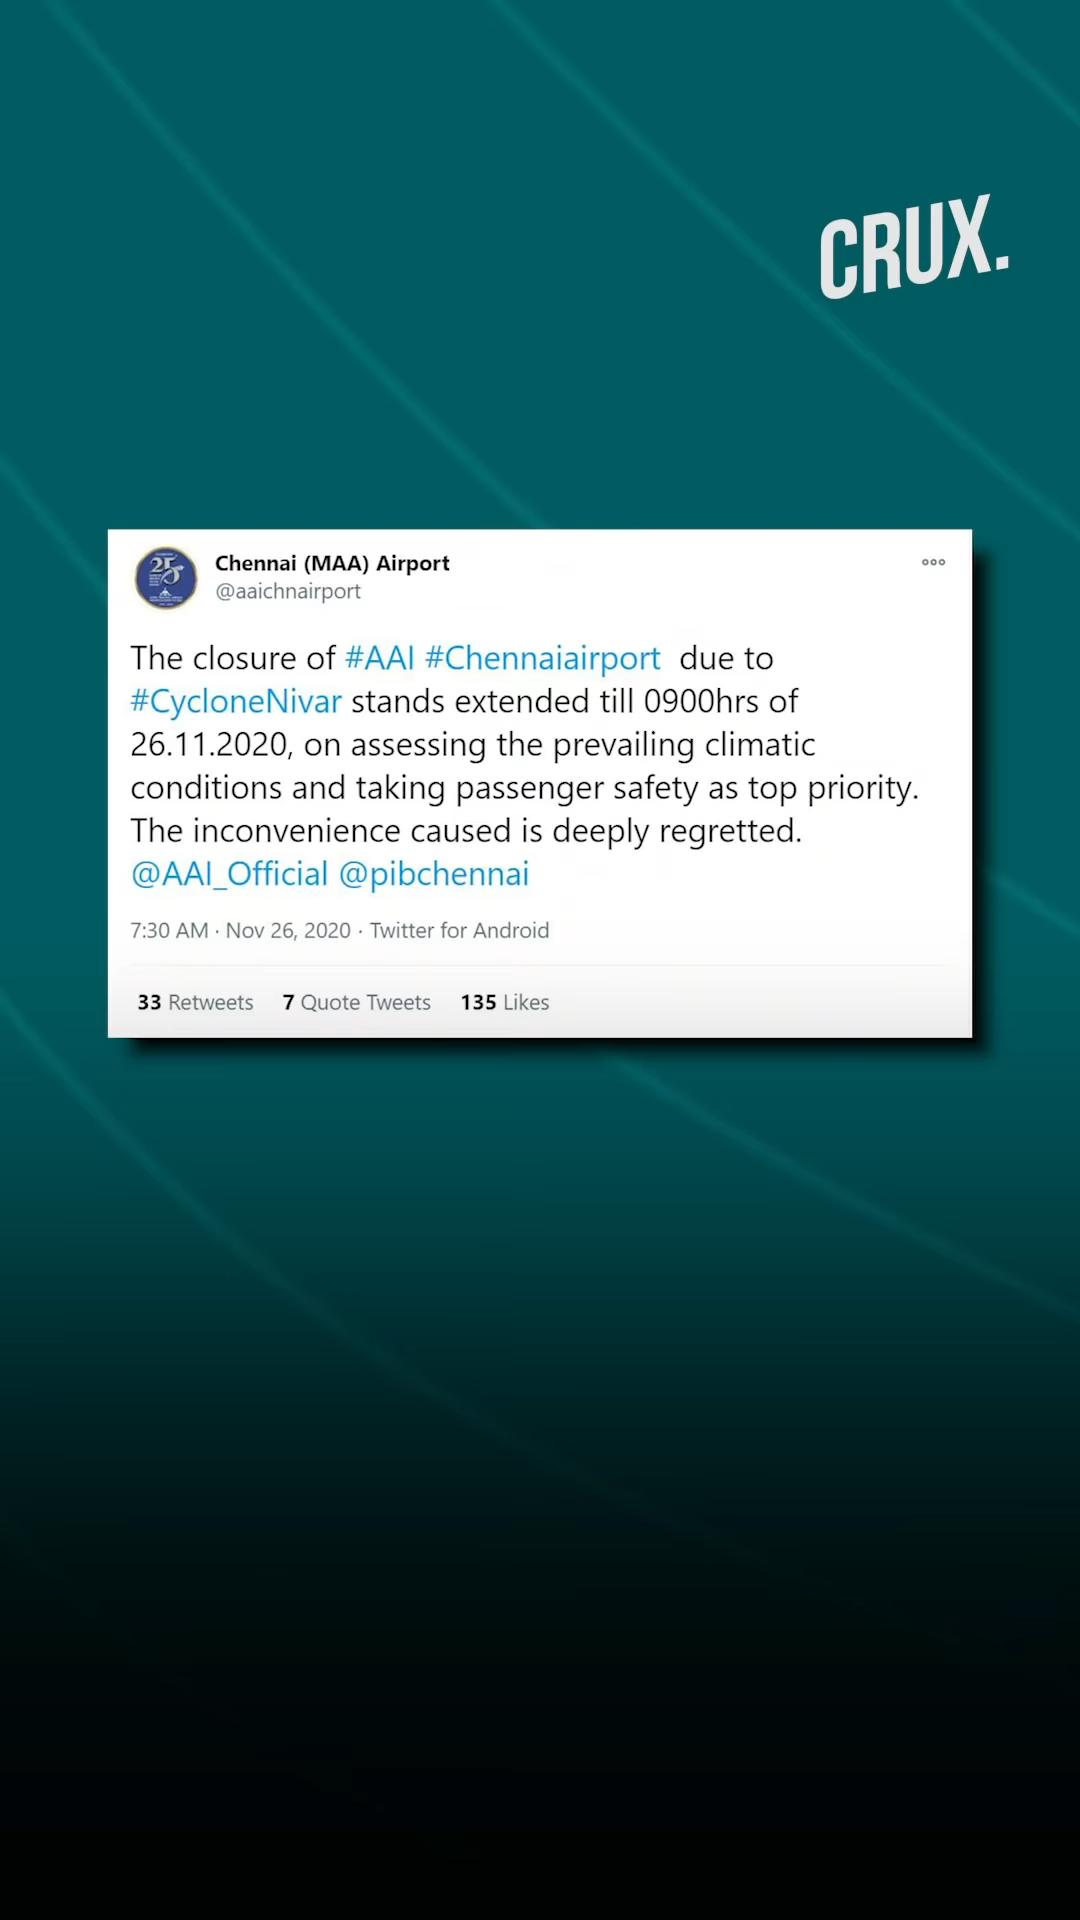 CRUX.
25
Chennai (MAA) Airport
@aaichnairport
The closure of #AAI #Chennaiairport due to
#CycloneNivar stands extended till 0900hrs of
26.11.2020, on assessing the prevailing climatic
conditions and taking passenger safety as top priority.
The inconvenience caused is deeply regretted.
@AAI_Official @pibchennai
7:30 AM · Nov 26, 2020 · Twitter for Android
33 Retweets 7 Quote Tweets 135 Likes